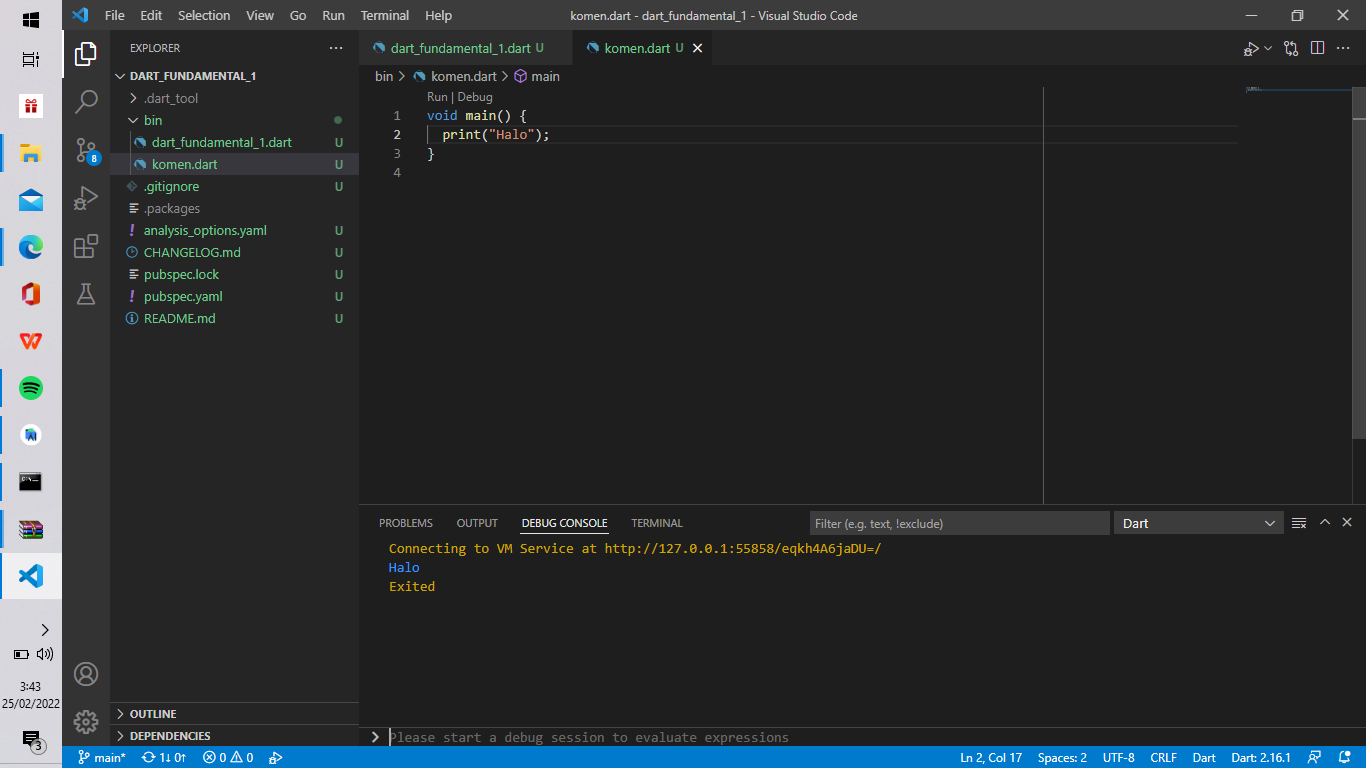 File Edit Selection View Go Run Terminal Help
komen.dart - dart_fundamental_1 - Visual Studio Code
EXPLORER
DART_FUNDAMENTAL_1
.dart_tool
bin
dart_fundamental_1.dart U
komen.dart U
.gitignore U
.packages
analysis_options.yaml U
CHANGELOG.md U
pubspec.lock U
pubspec.yaml U
README.md U
OUTLINE
DEPENDENCIES
8
dart_fundamental_1.dart U
komen.dart U
bin > komen.dart > main
Run | Debug
1 void main() {
2 print("Halo");
3 }
4
PROBLEMS OUTPUT DEBUG CONSOLE TERMINAL
Filter (e.g. text, !exclude)
Dart
Connecting to VM Service at http://127.0.0.1:55858/eqkh4A6jaDU=/
Halo
Exited
Please start a debug session to evaluate expressions
main* 1↓ 0↑ 0 0
Ln 2, Col 17 Spaces: 2 UTF-8 CRLF Dart Dart: 2.16.1
3:43
25/02/2022
3